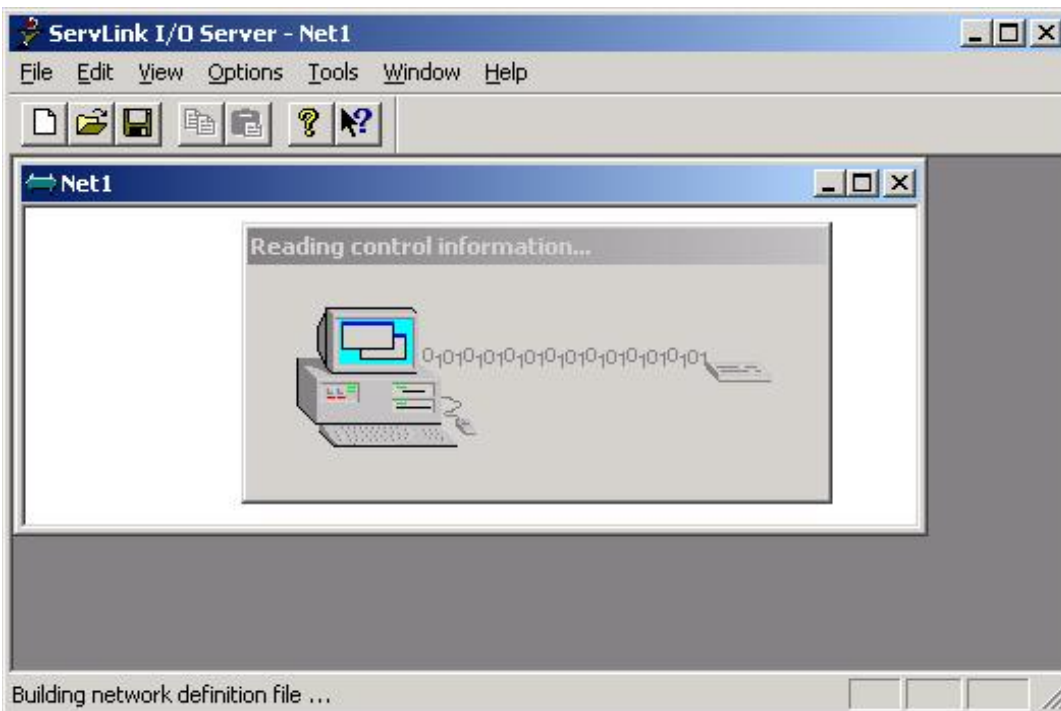 ServLink I/O Server - Net1
File Edit View Options Tools Window Help
Net1
Reading control information...
0101010101010101010101010101
Building network definition file ...